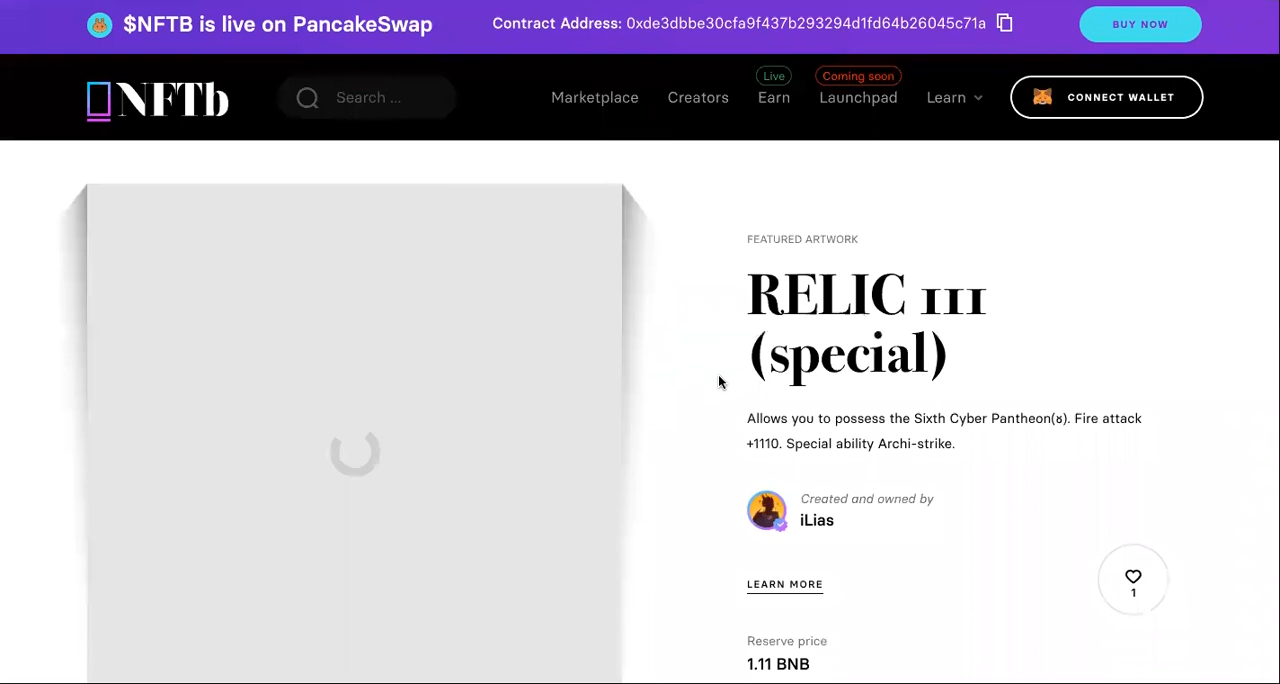 $NFTB is live on PancakeSwap
Contract Address: 0xde3dbbe30cfa9f437b293294d1fd64b26045c71a
BUY NOW
NFTb
Search ...
Marketplace
Creators
Live
Earn
Coming soon
Launchpad
Learn
CONNECT WALLET
FEATURED ARTWORK
RELIC III
(special)
Allows you to possess the Sixth Cyber Pantheon(ʊ). Fire attack
+1110. Special ability Archi-strike.
Created and owned by
iLias
LEARN MORE
1
Reserve price
1.11 BNB